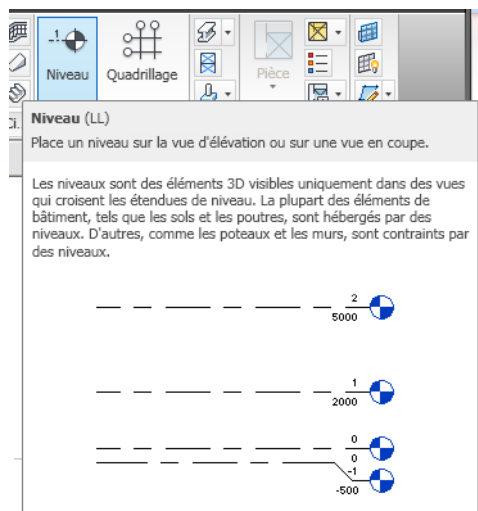 Niveau
Quadrillage
Pièce
Niveau (LL)
Place un niveau sur la vue d'élévation ou sur une vue en coupe.
Les niveaux sont des éléments 3D visibles uniquement dans des vues
qui croisent les étendues de niveau. La plupart des éléments de
bâtiment, tels que les sols et les poutres, sont hébergés par des
niveaux. D'autres, comme les poteaux et les murs, sont contraints par
des niveaux.
2
5000
1
2000
0
0
-1
-500